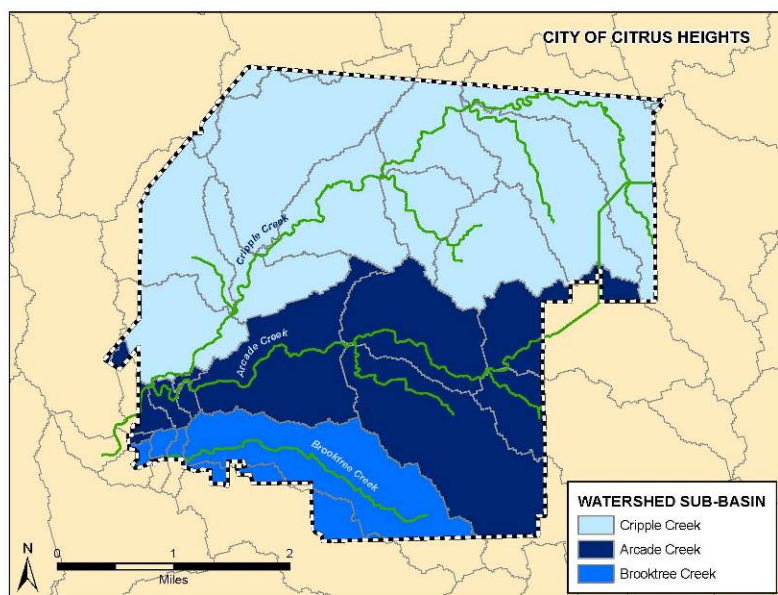 CITY OF CITRUS HEIGHTS
Cripple Creek
Arcade Creek
Brooktree Creek
N
0 1 2
Miles
WATERSHED SUB-BASIN
Cripple Creek
Arcade Creek
Brooktree Creek